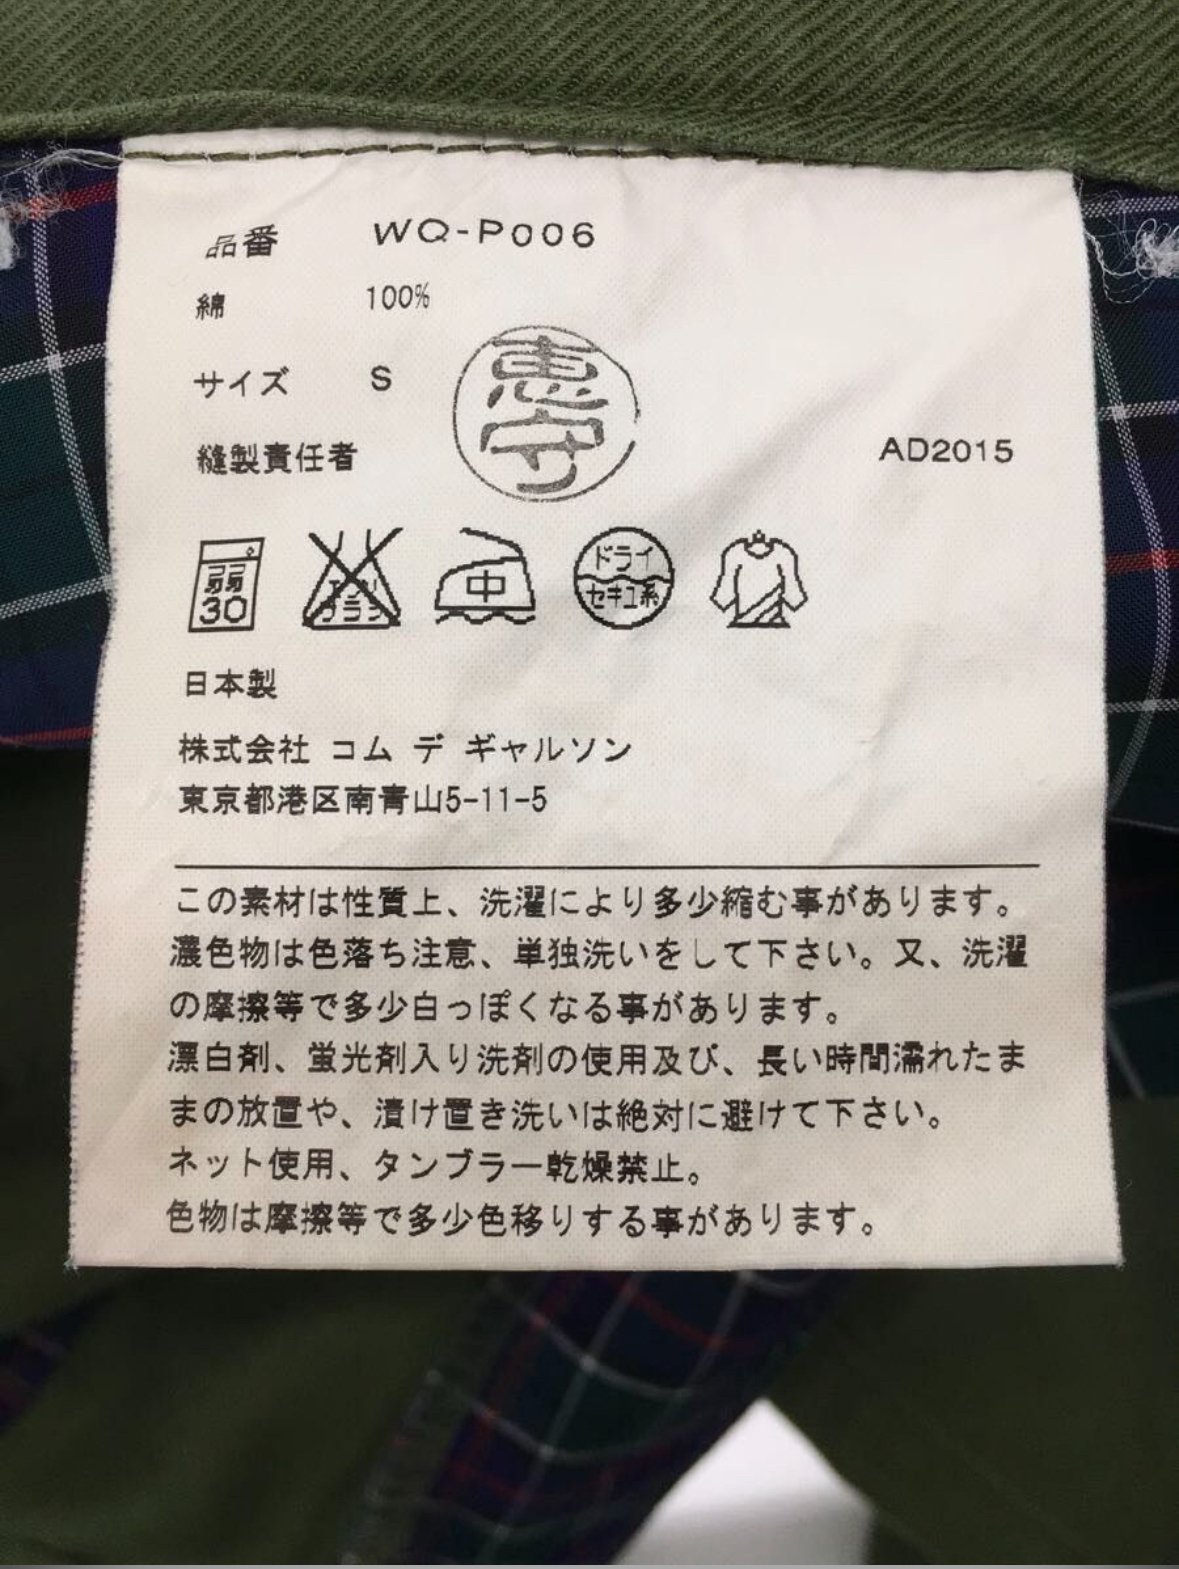 品番 WQ-P006
綿 100%
サイズ S
恵守
縫製責任者 AD2015
弱
30
エンソ
サラシ
中
ドライ
セキユ系
日本製
株式会社 コム デ ギャルソン
東京都港区南青山5-11-5
この素材は性質上、洗濯により多少縮む事があります。
濃色物は色落ち注意、単独洗いをして下さい。又、洗濯
の摩擦等で多少白っぽくなる事があります。
漂白剤、蛍光剤入り洗剤の使用及び、長い時間濡れたま
まの放置や、漬け置き洗いは絶対に避けて下さい。
ネット使用、タンブラー乾燥禁止。
色物は摩擦等で多少色移りする事があります。